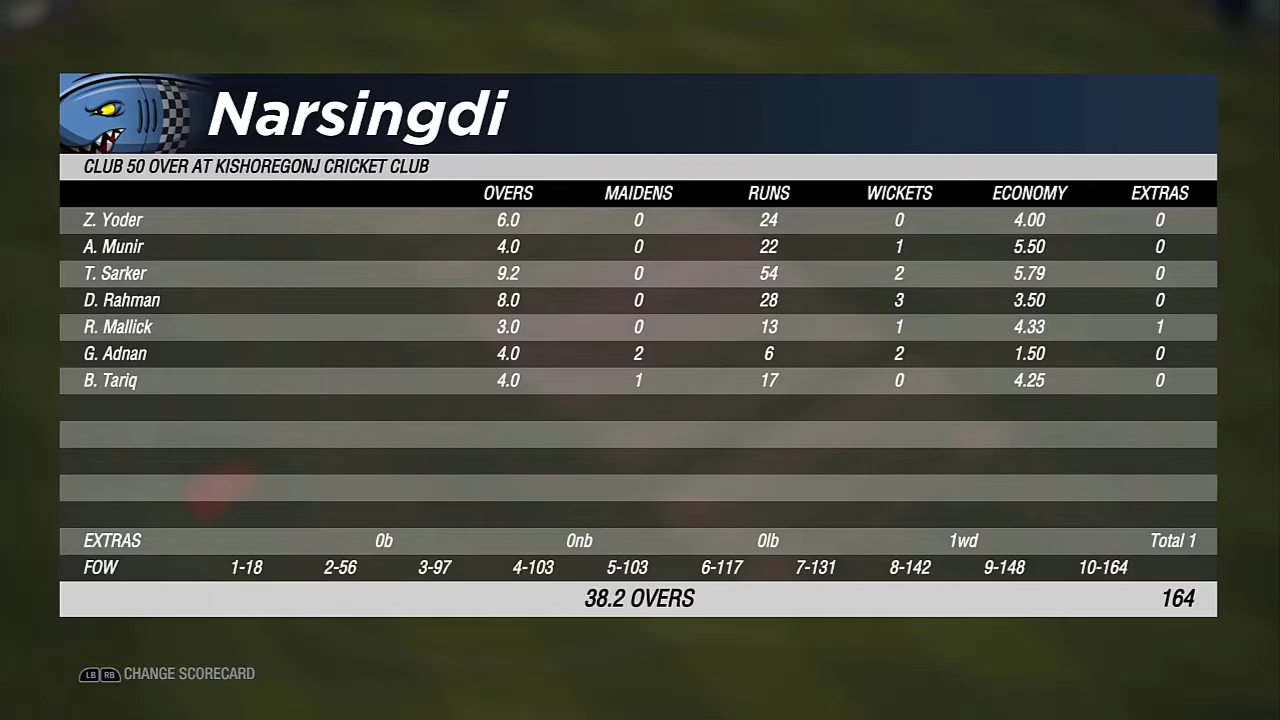 Narsingdi
CLUB 50 OVER AT KISHOREGONJ CRICKET CLUB
OVERS MAIDENS RUNS WICKETS ECONOMY EXTRAS
Z. Yoder 6.0 0 24 0 4.00 0
A. Munir 4.0 0 22 1 5.50 0
T. Sarker 9.2 0 54 2 5.79 0
D. Rahman 8.0 0 28 3 3.50 0
R. Mallick 3.0 0 13 1 4.33 1
G. Adnan 4.0 2 6 2 1.50 0
B. Tariq 4.0 1 17 0 4.25 0
EXTRAS 0b 0nb 0lb 1wd Total 1
FOW 1-18 2-56 3-97 4-103 5-103 6-117 7-131 8-142 9-148 10-164
38.2 OVERS 164
LB RB CHANGE SCORECARD